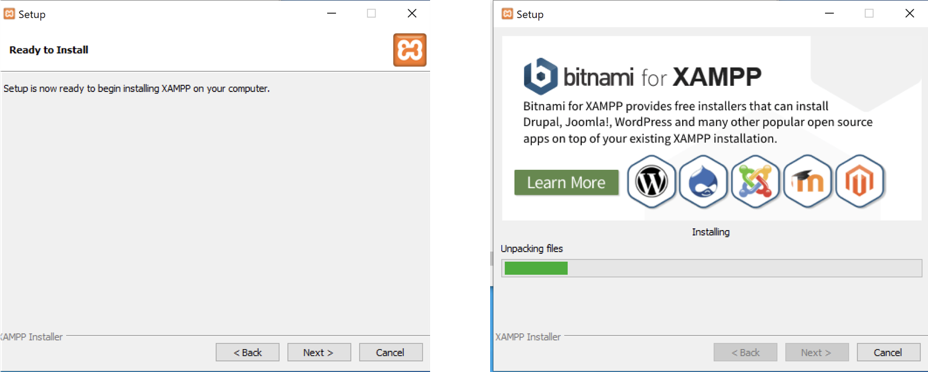 Setup
Ready to Install
Setup is now ready to begin installing XAMPP on your computer.
XAMPP Installer
< Back
Next >
Cancel
Setup
bitnami for XAMPP
Bitnami for XAMPP provides free installers that can install
Drupal, Joomla!, WordPress and many other popular open source
apps on top of your existing XAMPP installation.
Learn More
Installing
Unpacking files
XAMPP Installer
< Back
Next >
Cancel